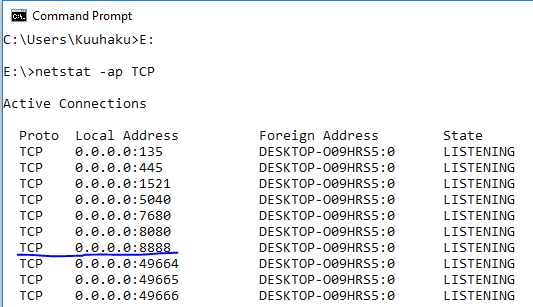 Command Prompt
C:\Users\Kuuhaku>E:
E:\>netstat -ap TCP
Active Connections
Proto Local Address Foreign Address State
TCP 0.0.0.0:135 DESKTOP-O09HRS5:0 LISTENING
TCP 0.0.0.0:445 DESKTOP-O09HRS5:0 LISTENING
TCP 0.0.0.0:1521 DESKTOP-O09HRS5:0 LISTENING
TCP 0.0.0.0:5040 DESKTOP-O09HRS5:0 LISTENING
TCP 0.0.0.0:7680 DESKTOP-O09HRS5:0 LISTENING
TCP 0.0.0.0:8080 DESKTOP-O09HRS5:0 LISTENING
TCP 0.0.0.0:8888 DESKTOP-O09HRS5:0 LISTENING
TCP 0.0.0.0:49664 DESKTOP-O09HRS5:0 LISTENING
TCP 0.0.0.0:49665 DESKTOP-O09HRS5:0 LISTENING
TCP 0.0.0.0:49666 DESKTOP-O09HRS5:0 LISTENING